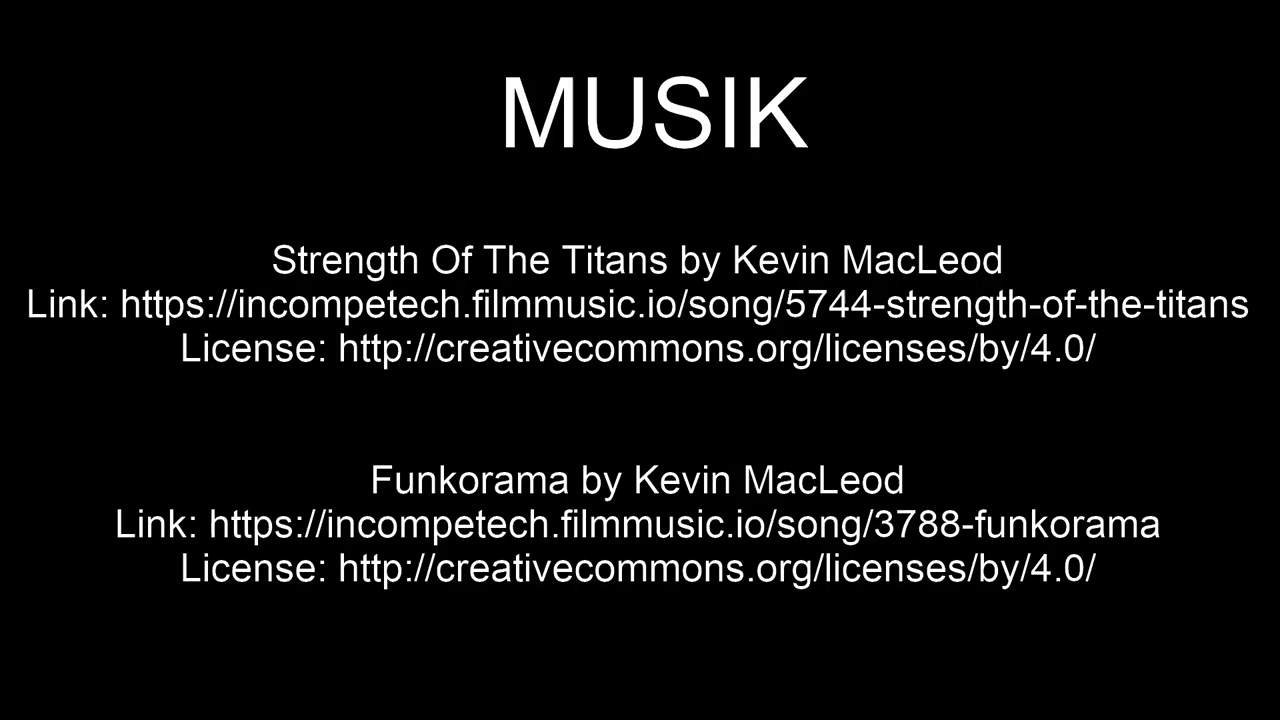 MUSIK
Strength Of The Titans by Kevin MacLeod
Link: https://incompetech.filmmusic.io/song/5744-strength-of-the-titans
License: http://creativecommons.org/licenses/by/4.0/
Funkorama by Kevin MacLeod
Link: https://incompetech.filmmusic.io/song/3788-funkorama
License: http://creativecommons.org/licenses/by/4.0/